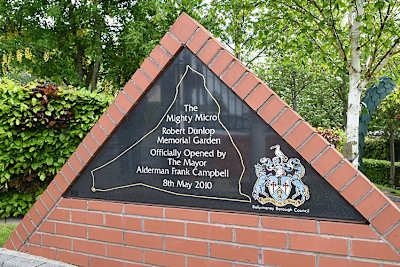 The
Mighty Micro
Robert Dunlop
Memorial Garden
Officially Opened by
The Mayor
Alderman Frank Campbell
8th May 2010
Ballymoney Borough Council